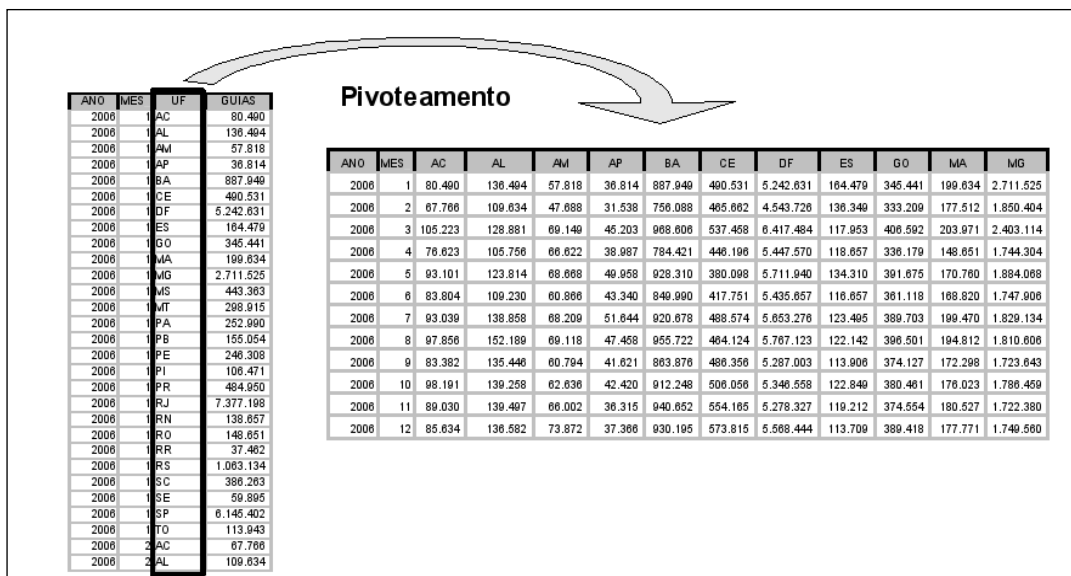 Pivoteamento
ANO MES UF GUIAS
2006 1 AC 80.490
2006 1 AL 136.494
2006 1 AM 57.818
2006 1 AP 36.814
2006 1 BA 887.949
2006 1 CE 490.531
2006 1 DF 5.242.631
2006 1 ES 164.479
2006 1 GO 345.441
2006 1 MA 199.634
2006 1 MG 2.711.525
2006 1 MS 443.363
2006 1 MT 298.915
2006 1 PA 252.990
2006 1 PB 155.054
2006 1 PE 246.308
2006 1 PI 106.471
2006 1 PR 484.950
2006 1 RJ 7.377.198
2006 1 RN 138.657
2006 1 RO 148.651
2006 1 RR 37.462
2006 1 RS 1.063.134
2006 1 SC 386.263
2006 1 SE 59.895
2006 1 SP 6.145.402
2006 1 TO 113.943
2006 2 AC 67.766
2006 2 AL 109.634
ANO MES AC AL AM AP BA CE DF ES GO MA MG
2006 1 80.490 136.494 57.818 36.814 887.949 490.531 5.242.631 164.479 345.441 199.634 2.711.525
2006 2 67.766 109.634 47.688 31.538 756.088 465.662 4.543.726 136.349 333.209 177.512 1.850.404
2006 3 105.223 128.881 69.149 45.203 968.606 537.458 6.417.484 117.953 406.592 203.971 2.403.114
2006 4 76.623 105.756 66.622 38.987 784.421 446.196 5.447.570 118.657 336.179 148.651 1.744.304
2006 5 93.101 123.814 68.668 49.958 928.310 380.098 5.711.940 134.310 391.675 170.760 1.884.068
2006 6 83.804 109.230 60.866 43.340 849.990 417.751 5.435.657 116.657 361.118 168.820 1.747.906
2006 7 93.039 138.858 68.209 51.644 920.678 488.574 5.653.276 123.495 389.703 199.470 1.829.134
2006 8 97.856 152.189 69.118 47.458 955.722 464.124 5.767.123 122.142 396.501 194.812 1.810.606
2006 9 83.382 135.446 60.794 41.621 863.876 486.356 5.287.003 113.906 374.127 172.298 1.723.643
2006 10 98.191 139.258 62.636 42.420 912.248 506.056 5.346.558 122.849 380.461 176.023 1.786.459
2006 11 89.030 139.497 66.002 36.315 940.652 554.165 5.278.327 119.212 374.554 180.527 1.722.380
2006 12 85.634 136.582 73.872 37.366 930.195 573.815 5.568.444 113.709 389.418 177.771 1.749.560